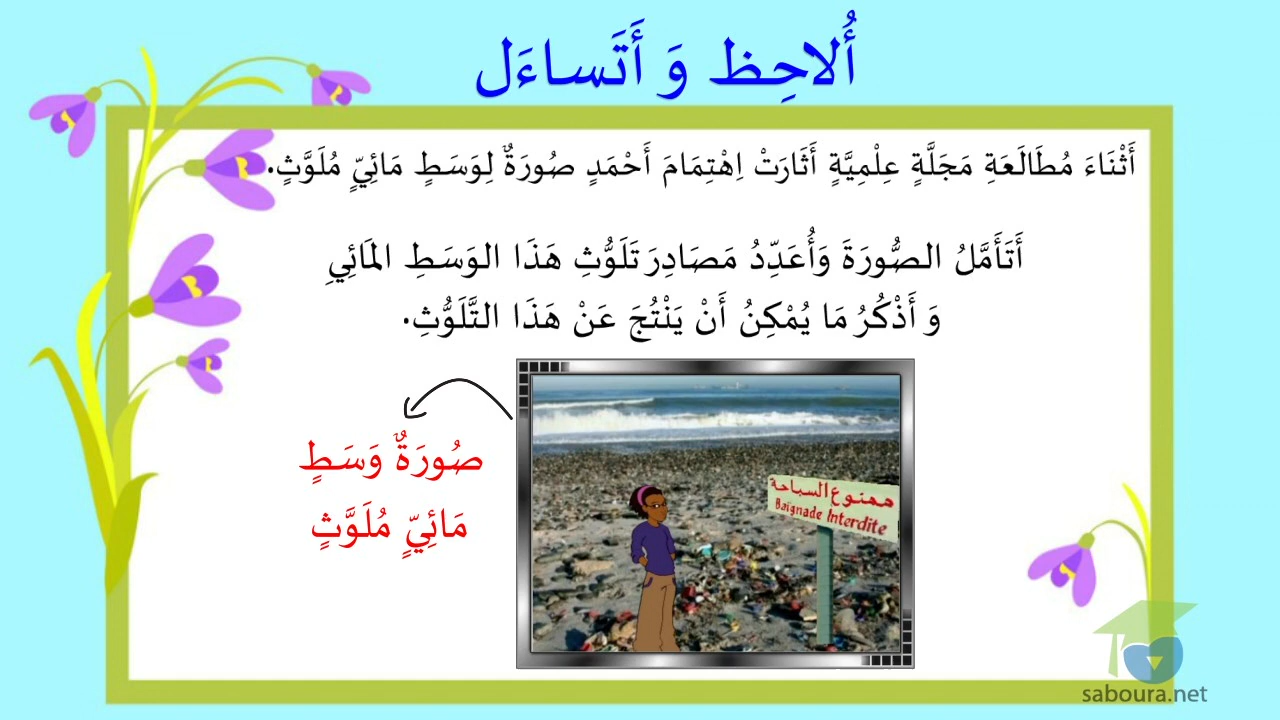 أُلاحِظ وَ أَتَساءَل
أَثْنَاءَ مُطَالَعَةِ مَجَلَّةٍ عِلْمِيَّةٍ أَثَارَتْ اِهْتِمَامَ أَحْمَدٍ صُورَةٌ لِوَسَطٍ مَائِيٍّ مُلَوَّثٍ.
أَتَأَمَّلُ الصُّورَةَ وَأُعَدِّدُ مَصَادِرَ تَلَوُّثِ هَذَا الوَسَطِ المَائِيِ
وَ أَذْكُرُ مَا يُمْكِنُ أَنْ يَنْتُجَ عَنْ هَذَا التَّلَوُّثِ.
صُورَةٌ وَسَطٍ
مَائِيٍّ مُلَوَّثٍ
ممنوع السباحة
Baignade Interdite
saboura.net